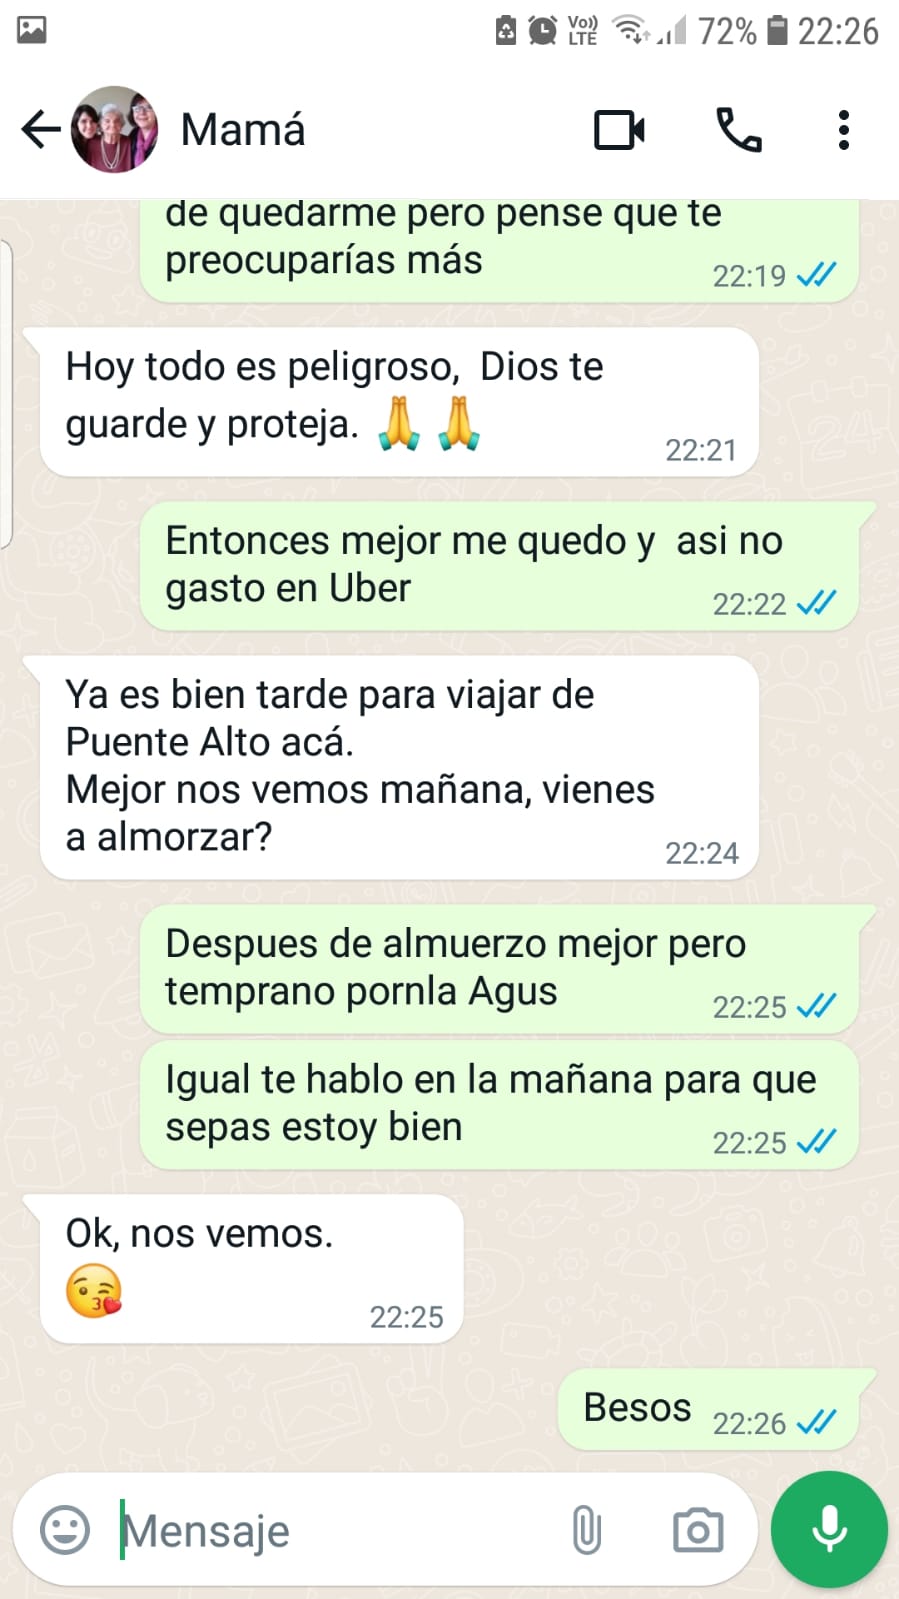 Vo)) LTE 72% 22:26
Mamá
de quedarme pero pense que te
preocuparías más
22:19
Hoy todo es peligroso,  Dios te
guarde y proteja. 🙏 🙏
22:21
Entonces mejor me quedo y  asi no
gasto en Uber
22:22
Ya es bien tarde para viajar de
Puente Alto acá.
Mejor nos vemos mañana, vienes
a almorzar?
22:24
Despues de almuerzo mejor pero
temprano pornla Agus
22:25
Igual te hablo en la mañana para que
sepas estoy bien
22:25
Ok, nos vemos.
😘
22:25
Besos 22:26
Mensaje